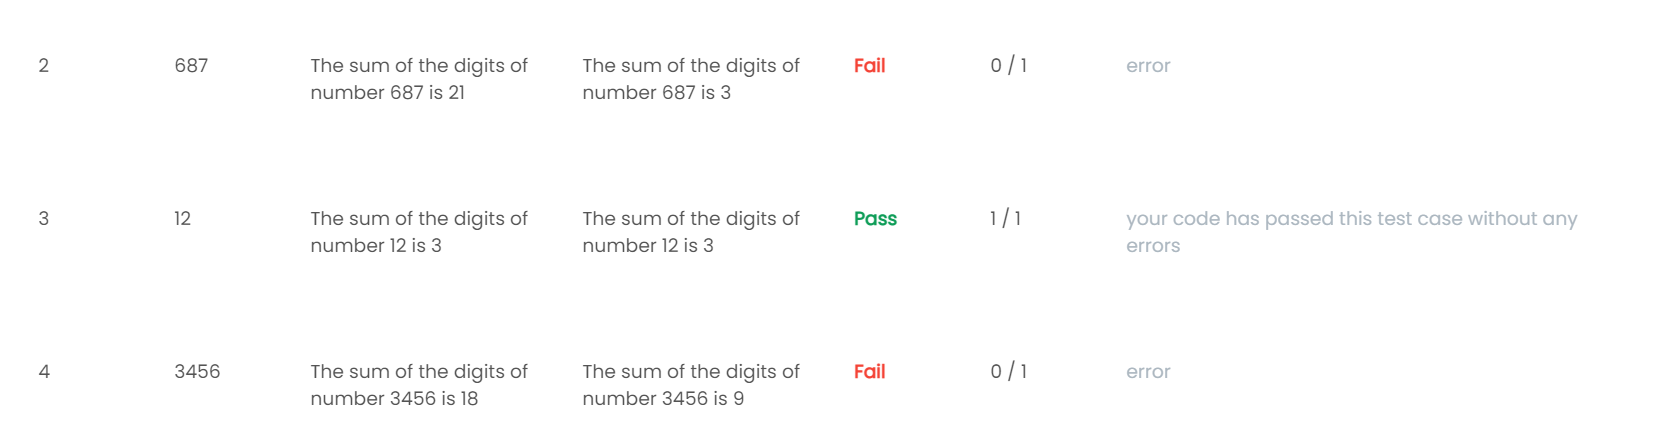 2 687 The sum of the digits of The sum of the digits of Fail 0 / 1 error
number 687 is 21 number 687 is 3
3 12 The sum of the digits of The sum of the digits of Pass 1 / 1 your code has passed this test case without any
number 12 is 3 number 12 is 3 errors
4 3456 The sum of the digits of The sum of the digits of Fail 0 / 1 error
number 3456 is 18 number 3456 is 9